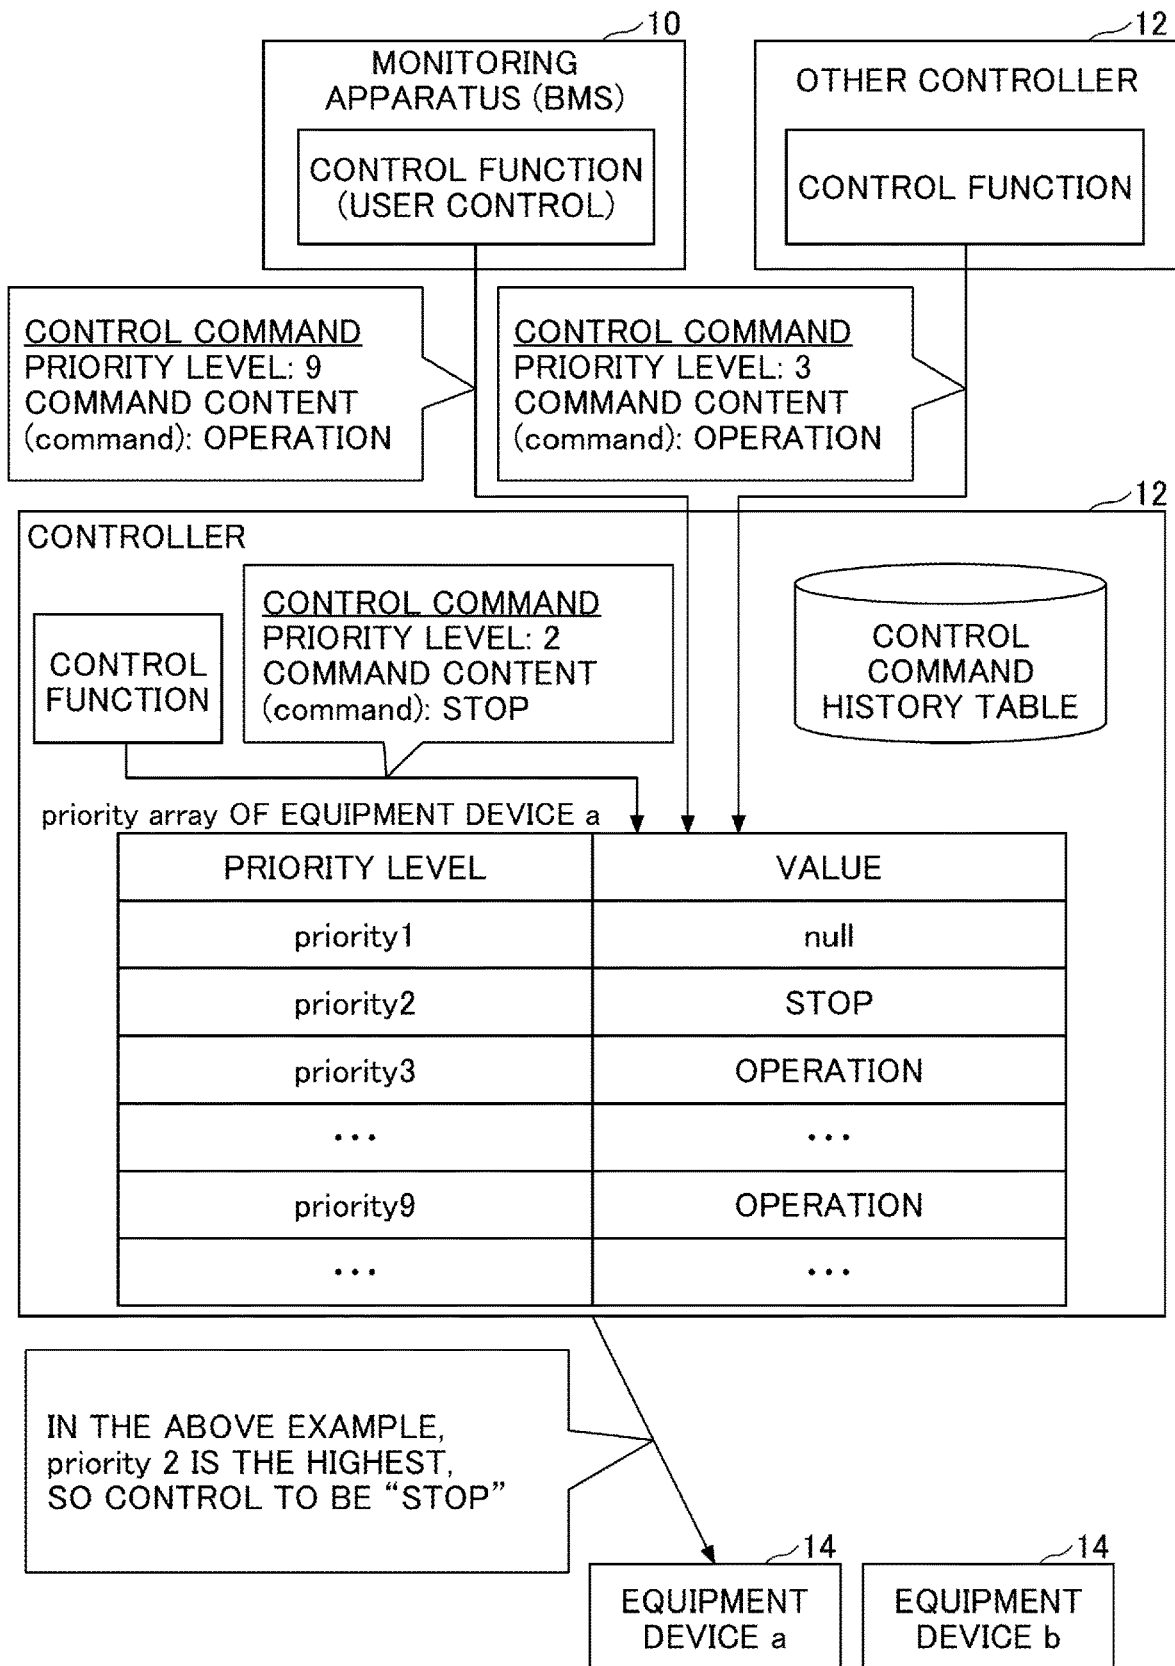 10
MONITORING
APPARATUS (BMS)
CONTROL FUNCTION
(USER CONTROL)
12
OTHER CONTROLLER
CONTROL FUNCTION
CONTROL COMMAND
PRIORITY LEVEL: 9
COMMAND CONTENT
(command): OPERATION
CONTROL COMMAND
PRIORITY LEVEL: 3
COMMAND CONTENT
(command): OPERATION
12
CONTROLLER
CONTROL
FUNCTION
CONTROL COMMAND
PRIORITY LEVEL: 2
COMMAND CONTENT
(command): STOP
CONTROL
COMMAND
HISTORY TABLE
priority array OF EQUIPMENT DEVICE a
PRIORITY LEVEL VALUE
priority1 null
priority2 STOP
priority3 OPERATION
... ...
priority9 OPERATION
... ...
IN THE ABOVE EXAMPLE,
priority 2 IS THE HIGHEST,
SO CONTROL TO BE “STOP”
14
EQUIPMENT
DEVICE a
14
EQUIPMENT
DEVICE b